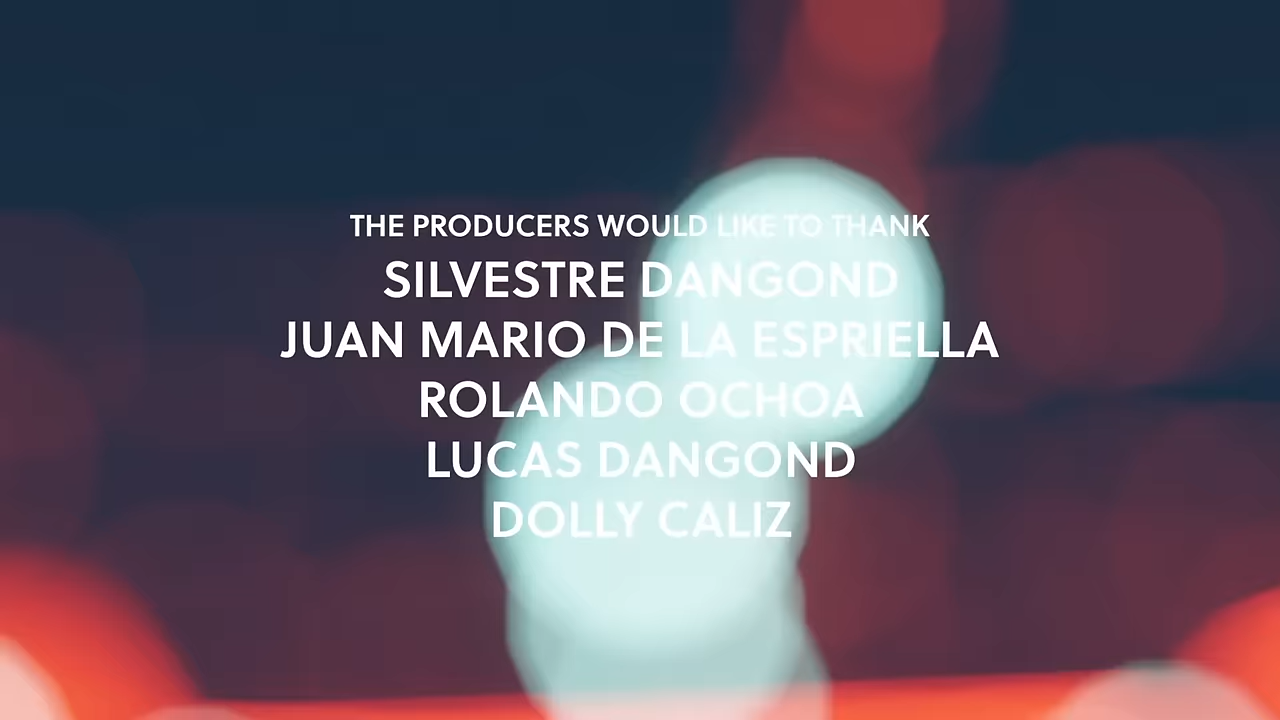 THE PRODUCERS WOULD LIKE TO THANK
SILVESTRE DANGOND
JUAN MARIO DE LA ESPRIELLA
ROLANDO OCHOA
LUCAS DANGOND
DOLLY CALIZ